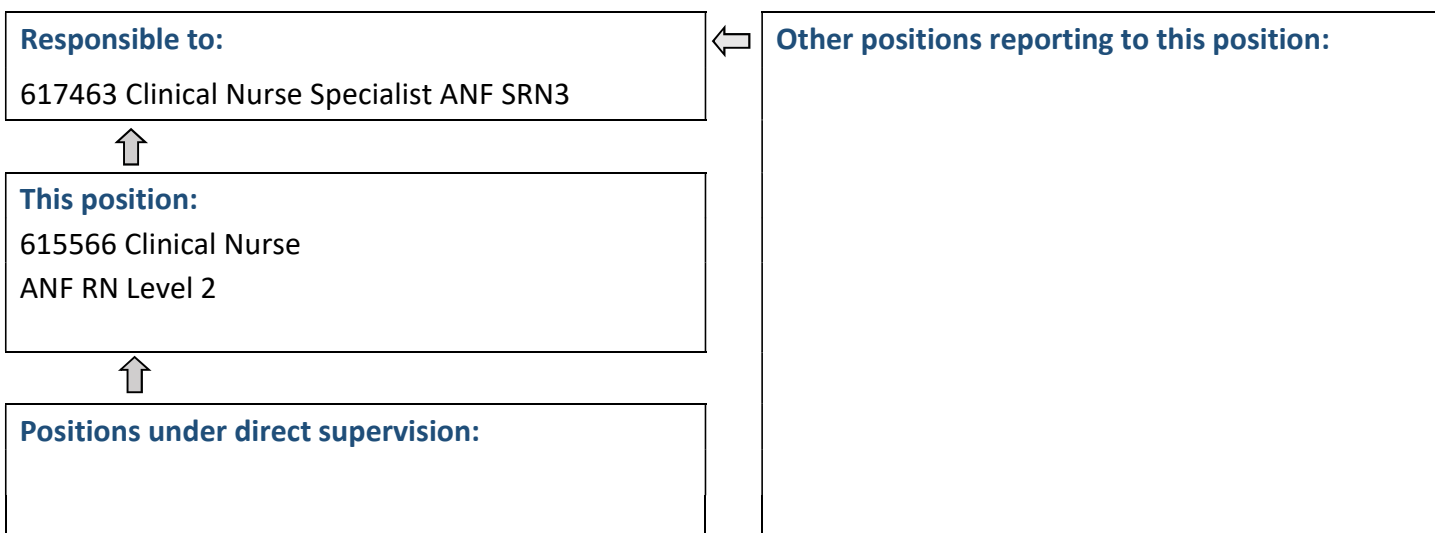 Responsible to:
617463 Clinical Nurse Specialist ANF SRN3
Other positions reporting to this position:
This position:
615566 Clinical Nurse
ANF RN Level 2
Positions under direct supervision: